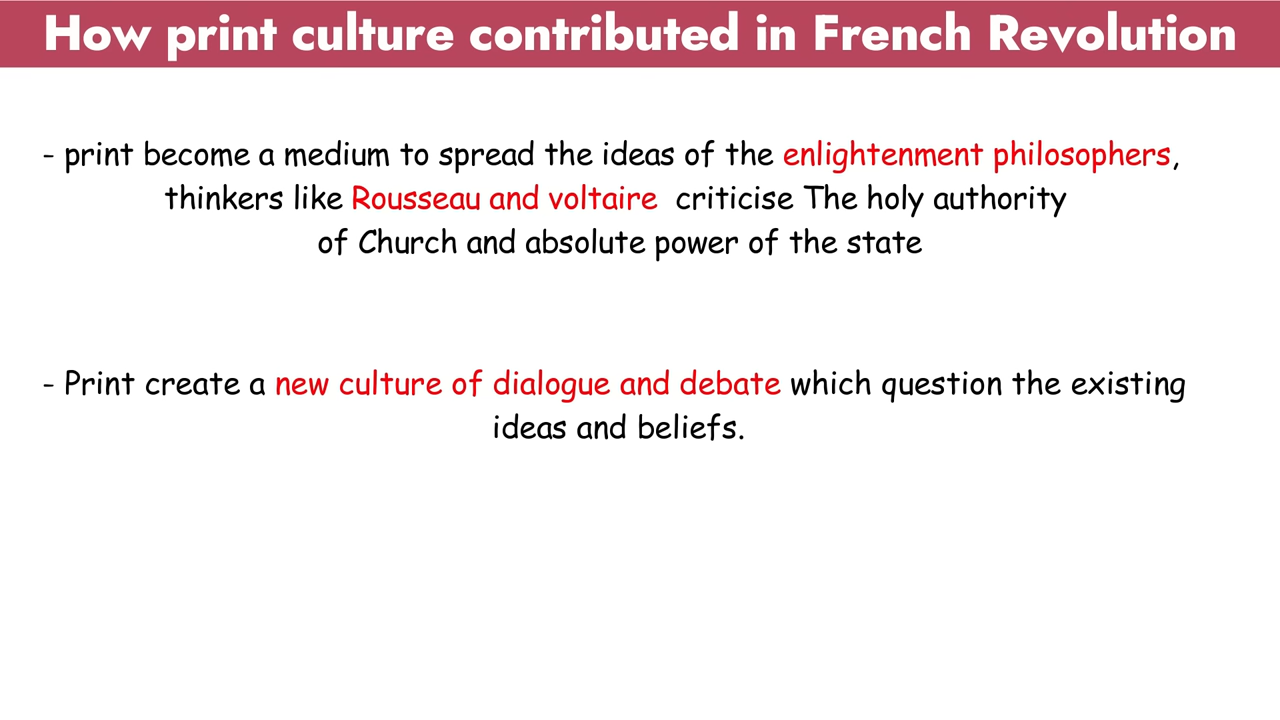 How print culture contributed in French Revolution
- print become a medium to spread the ideas of the enlightenment philosophers,
thinkers like Rousseau and voltaire criticise The holy authority
of Church and absolute power of the state
- Print create a new culture of dialogue and debate which question the existing
ideas and beliefs.